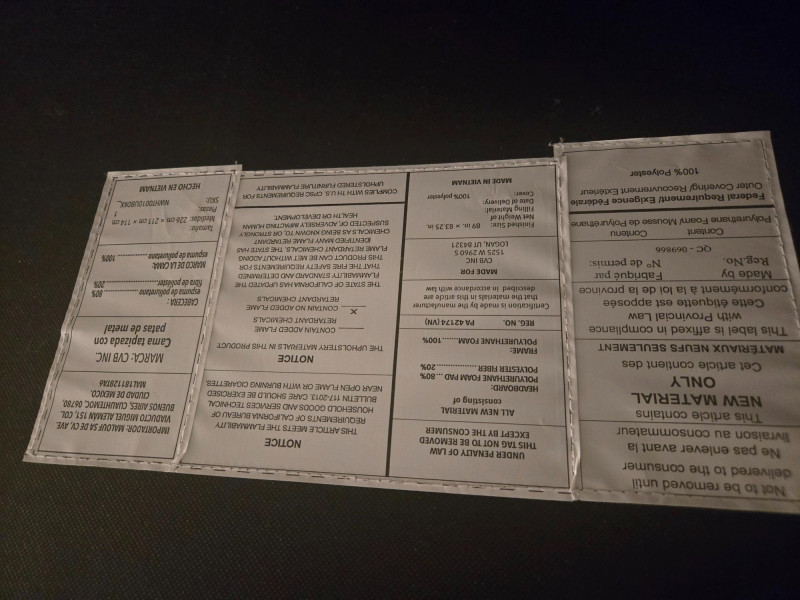 Not to be removed until
delivered to the consumer
Ne pas enlever avant la
livraison au consommateur
This article contains
NEW MATERIAL
ONLY
Cet article contient des
MATÉRIAUX NEUFS SEULEMENT
This label is affixed in compliance
with Provincial Law
Cette étiquette est apposée
conformément à la loi de la province
Made by Fabriqué par
Reg.No. Nº de permis:
QC - 069866
Content Contenu
Polyurethane Foam/ Mousse de Polyuréthane
Federal Requirement/ Exigence Fédérale
Outer Covering/ Recouvrement Extérieur
100% Polyester
UNDER PENALTY OF LAW
THIS TAG NOT TO BE REMOVED
EXCEPT BY THE CONSUMER
ALL NEW MATERIAL
consisting of
HEADBOARD:
POLYURETHANE FOAM PAD ... 80%
POLYESTER FIBER ............20%
FRAME:
POLYURETHANE FOAM.........100%
REG. NO. PA 42174 (VN)
Certification is made by the manufacturer
that the materials in this article are
described in accordance with law
MADE FOR
CVB INC
1525 W 2960 S
LOGAN, UT 84321
Finished Size: 89 in. × 83.25 in.
Net Weight of
Filling Material:
Date of Delivery:
Cover: 100% polyester
MADE IN VIETNAM
NOTICE
THIS ARTICLE MEETS THE FLAMMABILITY
REQUIREMENTS OF CALIFORNIA BUREAU OF
HOUSEHOLD GOODS AND SERVICES TECHNICAL
BULLETIN 117-2013. CARE SHOULD BE EXERCISED
NEAR OPEN FLAME OR WITH BURNING CIGARETTES.
NOTICE
THE UPHOLSTERY MATERIALS IN THIS PRODUCT:
____ CONTAIN ADDED FLAME
RETARDANT CHEMICALS
__X__ CONTAIN NO ADDED FLAME
RETARDANT CHEMICALS
THE STATE OF CALIFORNIA HAS UPDATED THE
FLAMMABILITY STANDARD AND DETERMINED
THAT THE FIRE SAFETY REQUIREMENTS FOR
THIS PRODUCT CAN BE MET WITHOUT ADDING
FLAME RETARDANT CHEMICALS. THE STATE HAS
IDENTIFIED MANY FLAME RETARDANT
CHEMICALS AS BEING KNOWN TO, OR STRONGLY
SUSPECTED OF, ADVERSELY IMPACTING HUMAN
HEALTH OR DEVELOPMENT.
COMPLIES WITH TH U.S. CPSC REQUIREMENTS FOR
UPHOLSTERED FURNITURE FLAMMABILITY
IMPORTADOR: MALOUF SA DE CV, AVE.
VIADUCTO MIGUEL ALEMÁN 151, COL.
BUENOS AIRES, CUAUHTÉMOC 06780,
CIUDAD DE MÉXICO.
MARCA: CVB INC.
Cama tapizada con
patas de metal
CABECERA:
espuma de poliuretano ............ 80%
fibra de poliéster .................. 20%
MARCO DE CAMA:
espuma de poliuretano ............. 100%
Tamaño:
Medidas: 226 cm × 211 cm × 114 cm
Piezas: 1
SKU:
HECHO EN VIETNAM